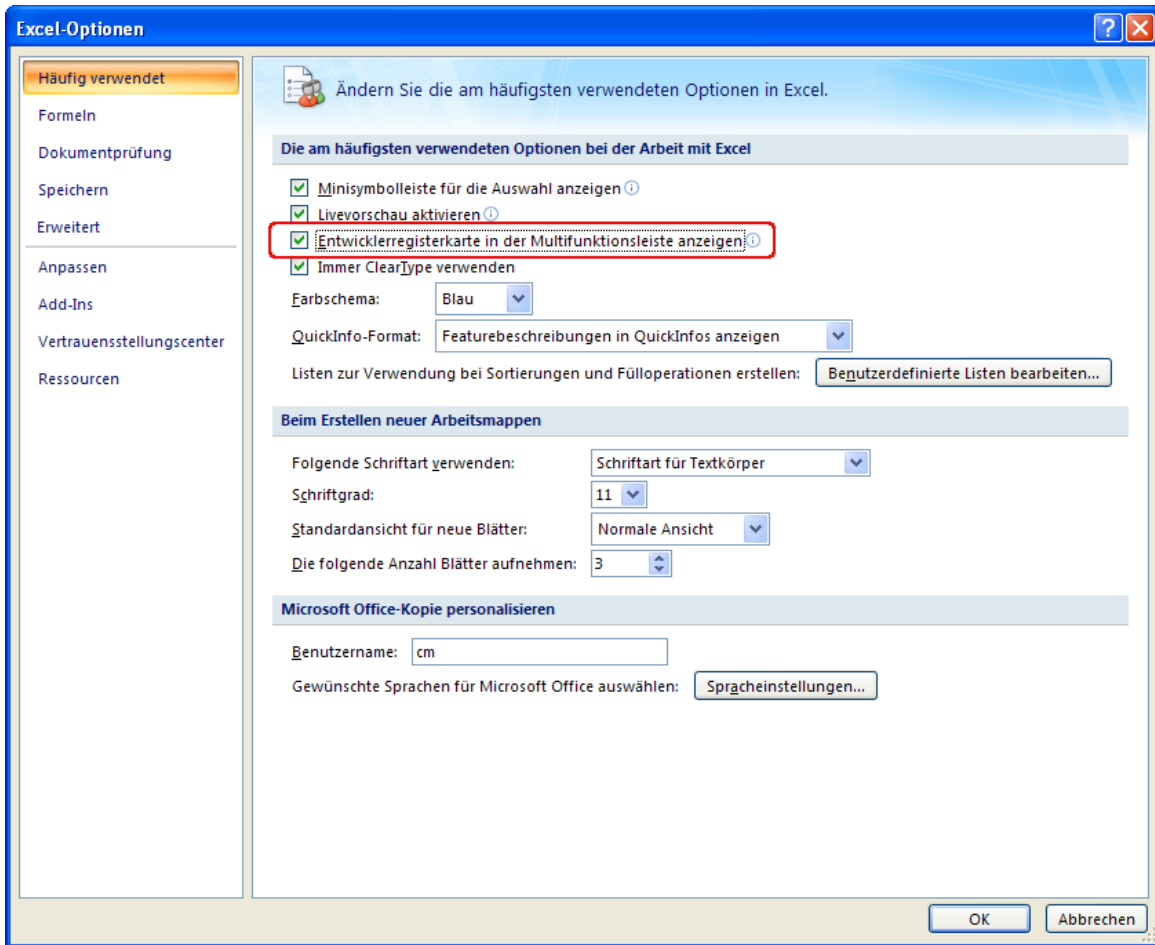 Excel-Optionen
Häufig verwendet
Formeln
Dokumentprüfung
Speichern
Erweitert
Anpassen
Add-Ins
Vertrauensstellungscenter
Ressourcen
Ändern Sie die am häufigsten verwendeten Optionen in Excel.
Die am häufigsten verwendeten Optionen bei der Arbeit mit Excel
Minisymbolleiste für die Auswahl anzeigen
Livevorschau aktivieren
Entwicklerregisterkarte in der Multifunktionsleiste anzeigen
Immer ClearType verwenden
Farbschema: Blau
QuickInfo-Format: Featurebeschreibungen in QuickInfos anzeigen
Listen zur Verwendung bei Sortierungen und Fülloperationen erstellen: Benutzerdefinierte Listen bearbeiten...
Beim Erstellen neuer Arbeitsmappen
Folgende Schriftart verwenden: Schriftart für Textkörper
Schriftgrad: 11
Standardansicht für neue Blätter: Normale Ansicht
Die folgende Anzahl Blätter aufnehmen: 3
Microsoft Office-Kopie personalisieren
Benutzername: cm
Gewünschte Sprachen für Microsoft Office auswählen: Spracheinstellungen...
OK Abbrechen